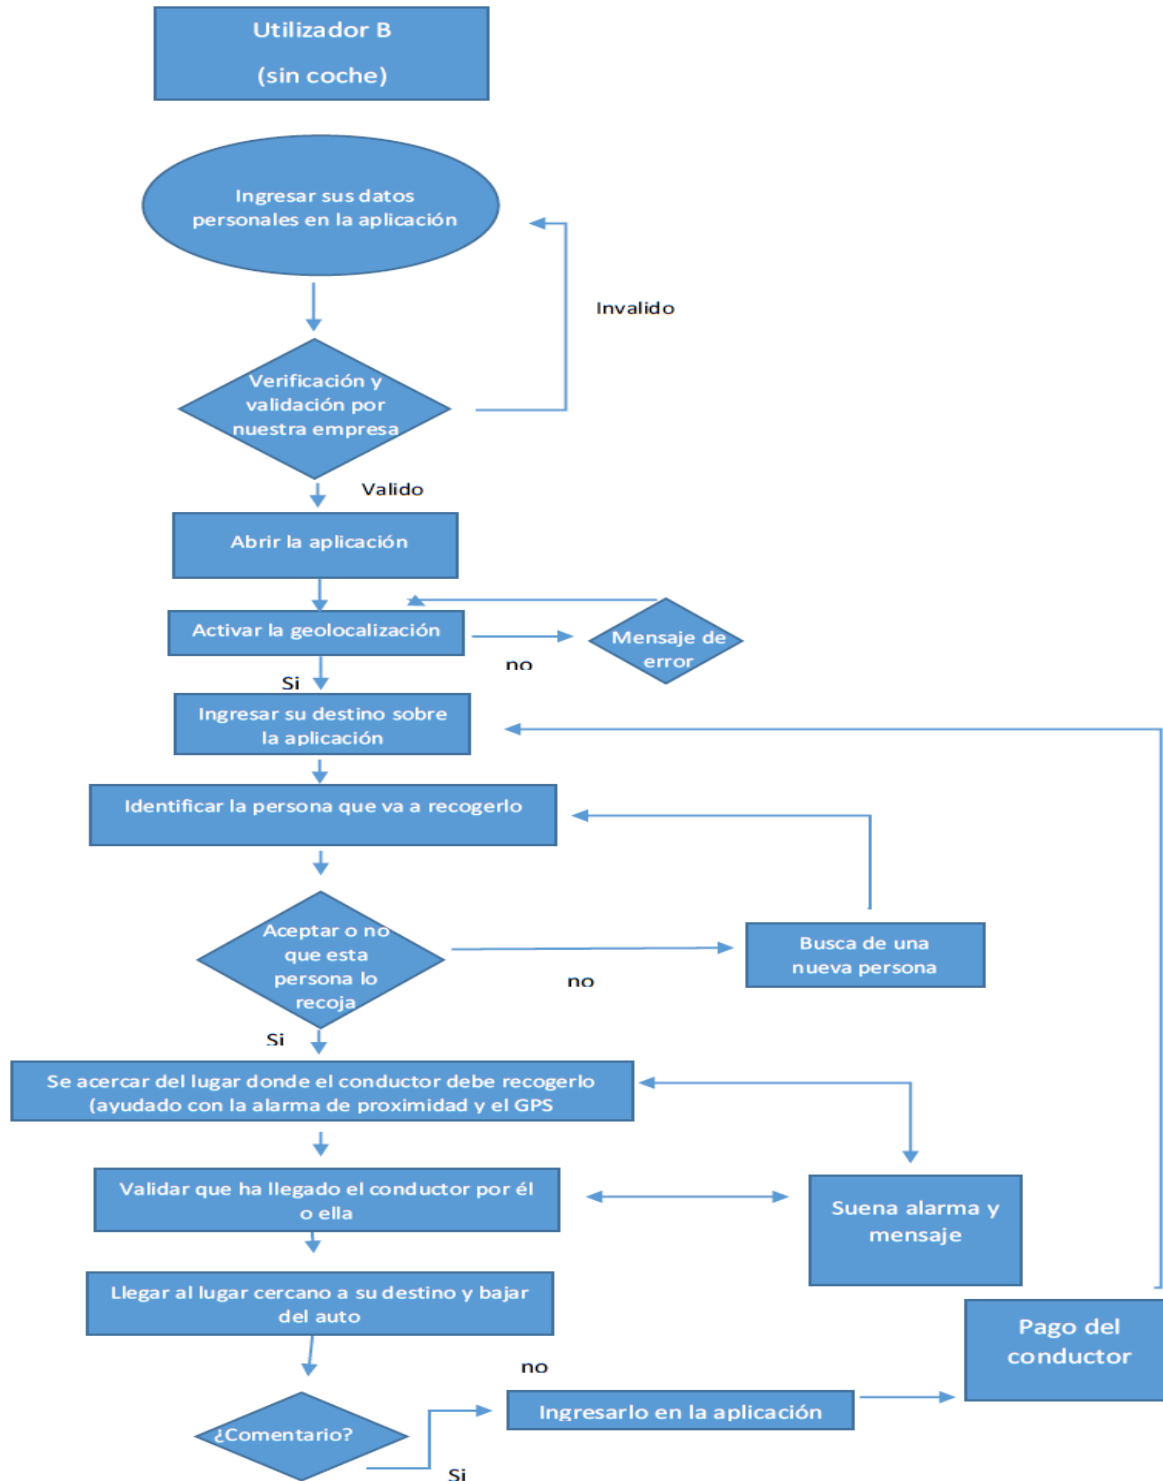 Utilizador B
(sin coche)
Ingresar sus datos
personales en la aplicación
Invalido
Verificación y
validación por
nuestra empresa
Valido
Abrir la aplicación
Activar la geolocalización
no
Mensaje de
error
Si
Ingresar su destino sobre
la aplicación
Identificar la persona que va a recogerlo
Aceptar o no
que esta
persona lo
recoja
no
Busca de una
nueva persona
Si
Se acercar del lugar donde el conductor debe recogerlo
(ayudado con la alarma de proximidad y el GPS
Validar que ha llegado el conductor por él
o ella
Suena alarma y
mensaje
Llegar al lugar cercano a su destino y bajar
del auto
Pago del
conductor
no
Ingresarlo en la aplicación
¿Comentario?
Si